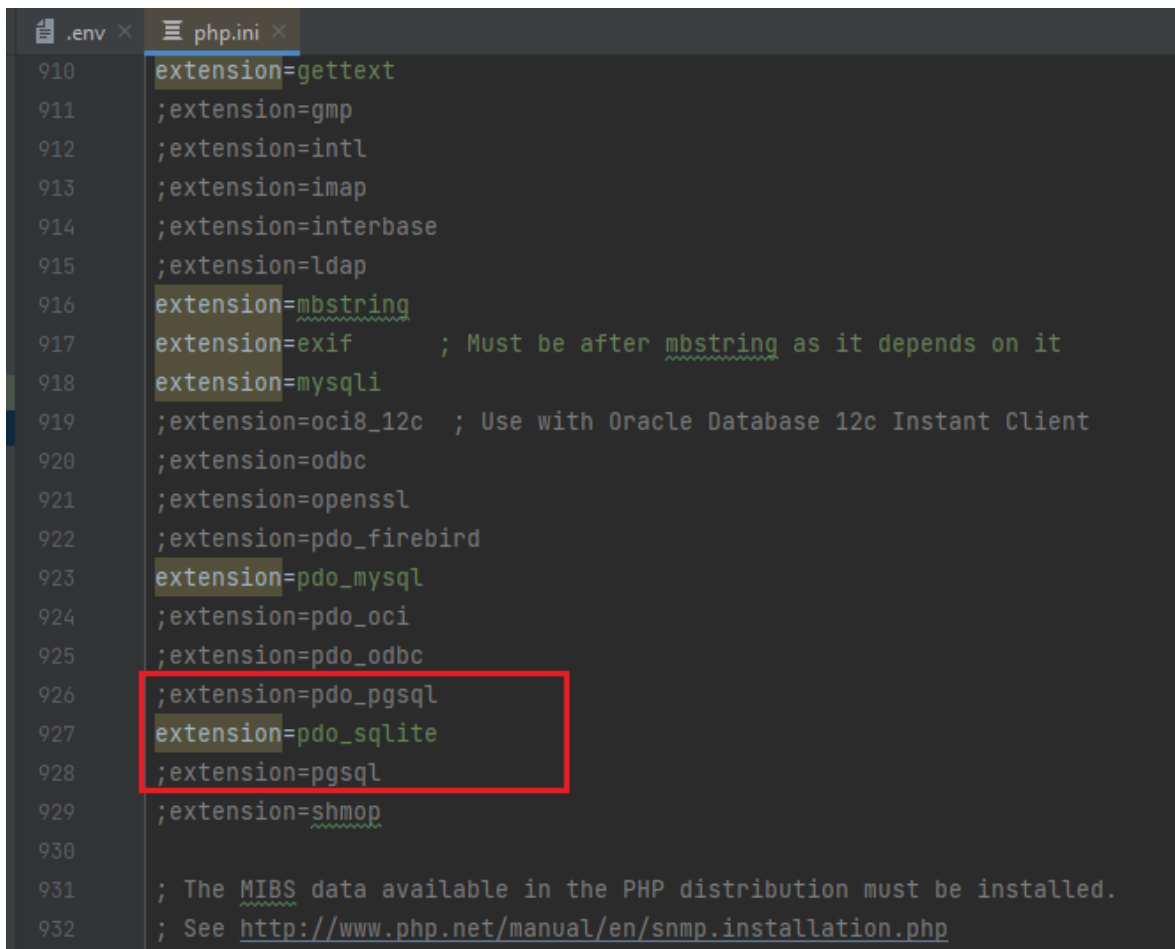 .env php.ini
910 extension=gettext
911 ;extension=gmp
912 ;extension=intl
913 ;extension=imap
914 ;extension=interbase
915 ;extension=ldap
916 extension=mbstring
917 extension=exif      ; Must be after mbstring as it depends on it
918 extension=mysqli
919 ;extension=oci8_12c  ; Use with Oracle Database 12c Instant Client
920 ;extension=odbc
921 ;extension=openssl
922 ;extension=pdo_firebird
923 extension=pdo_mysql
924 ;extension=pdo_oci
925 ;extension=pdo_odbc
926 ;extension=pdo_pgsql
927 extension=pdo_sqlite
928 ;extension=pgsql
929 ;extension=shmop
930
931 ; The MIBS data available in the PHP distribution must be installed.
932 ; See http://www.php.net/manual/en/snmp.installation.php